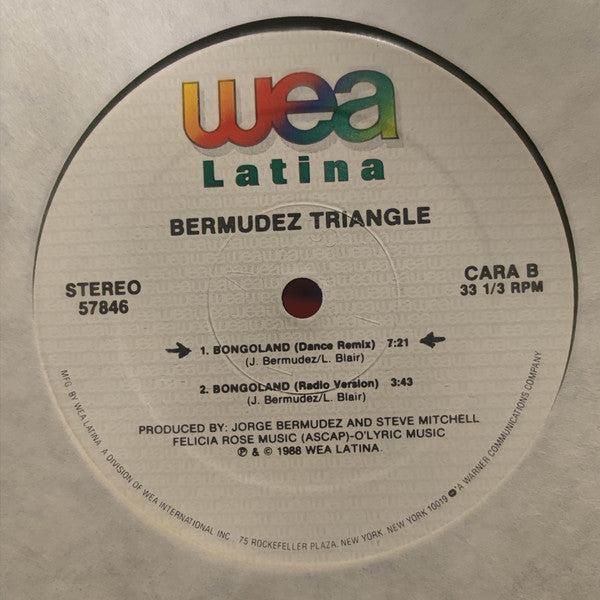 wea
Latina
BERMUDEZ TRIANGLE
STEREO
57846
CARA B
33 1/3 RPM
1. BONGOLAND (Dance Remix) 7:21
(J. Bermudez/L. Blair)
2. BONGOLAND (Radio Version) 3:43
(J. Bermudez/L. Blair)
PRODUCED BY: JORGE BERMUDEZ AND STEVE MITCHELL
FELICIA ROSE MUSIC (ASCAP)-O'LYRIC MUSIC
℗ & © 1988 WEA LATINA.
MFG. BY WEA LATINA, A DIVISION OF WEA INTERNATIONAL INC., 75 ROCKEFELLER PLAZA, NEW YORK, NEW YORK 10019 A WARNER COMMUNICATIONS COMPANY